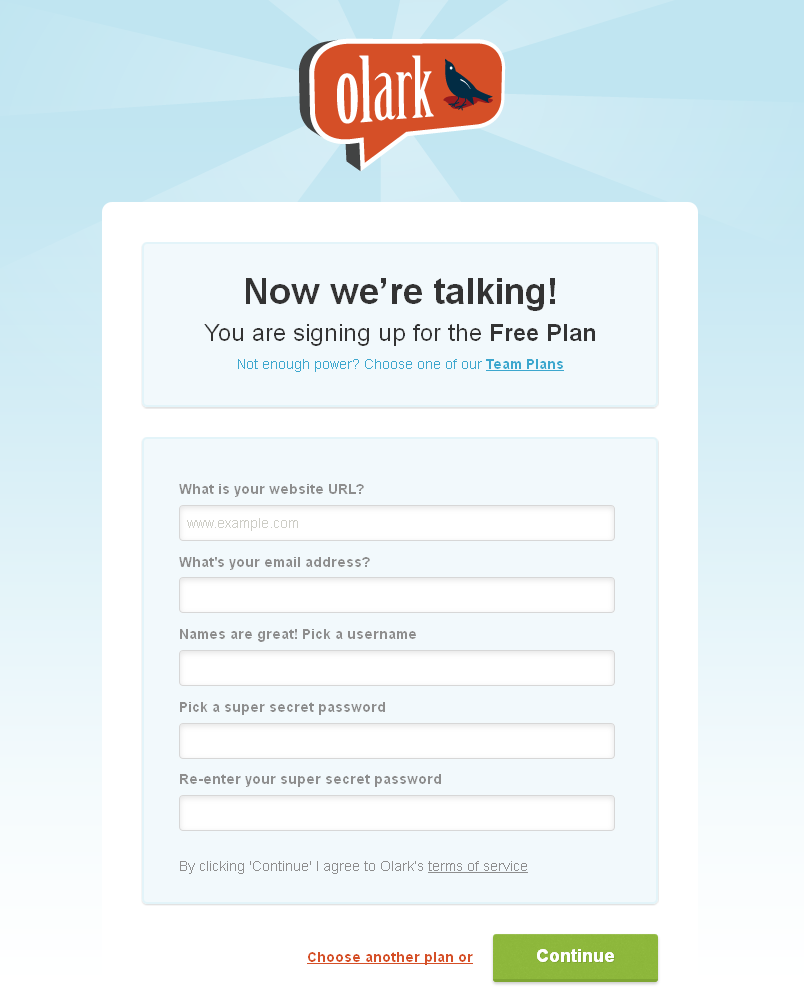 olark
Now we’re talking!
You are signing up for the Free Plan
Not enough power? Choose one of our Team Plans
What is your website URL?
www.example.com
What's your email address?
Names are great! Pick a username
Pick a super secret password
Re-enter your super secret password
By clicking 'Continue' I agree to Olark's terms of service
Choose another plan or Continue